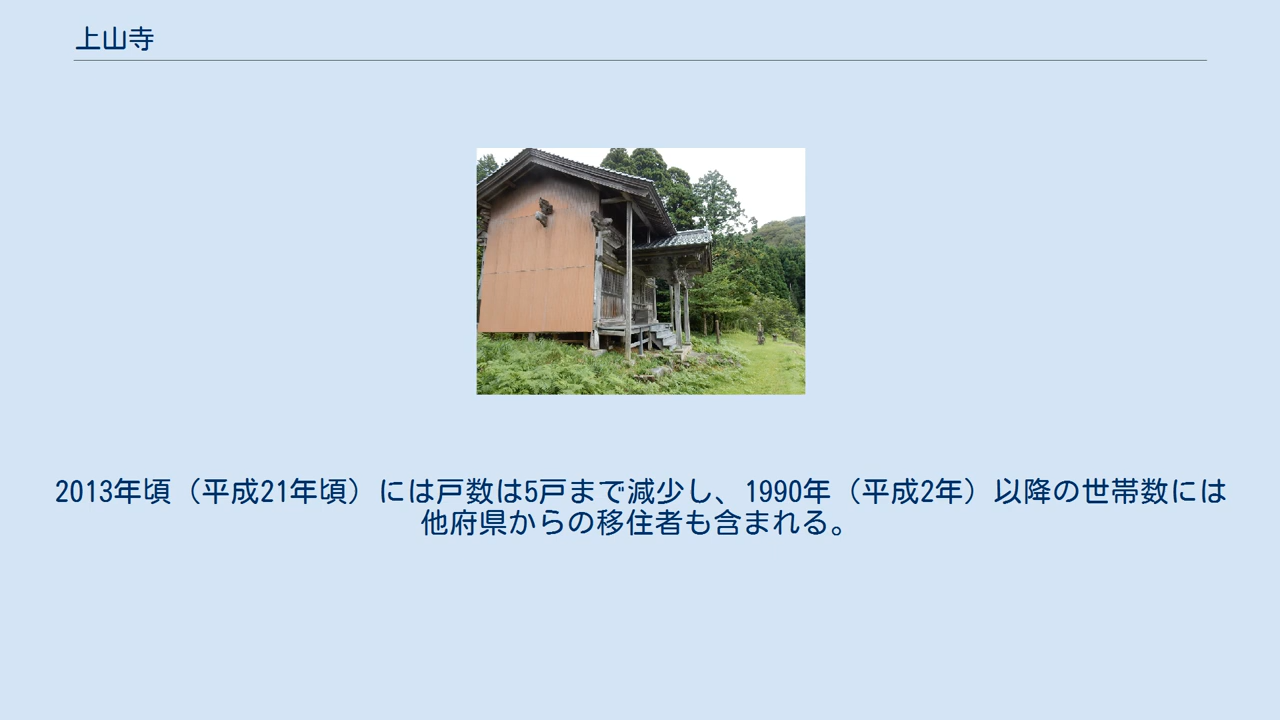 上山寺
2013年頃（平成21年頃）には戸数は5戸まで減少し、1990年（平成2年）以降の世帯数には
他府県からの移住者も含まれる。